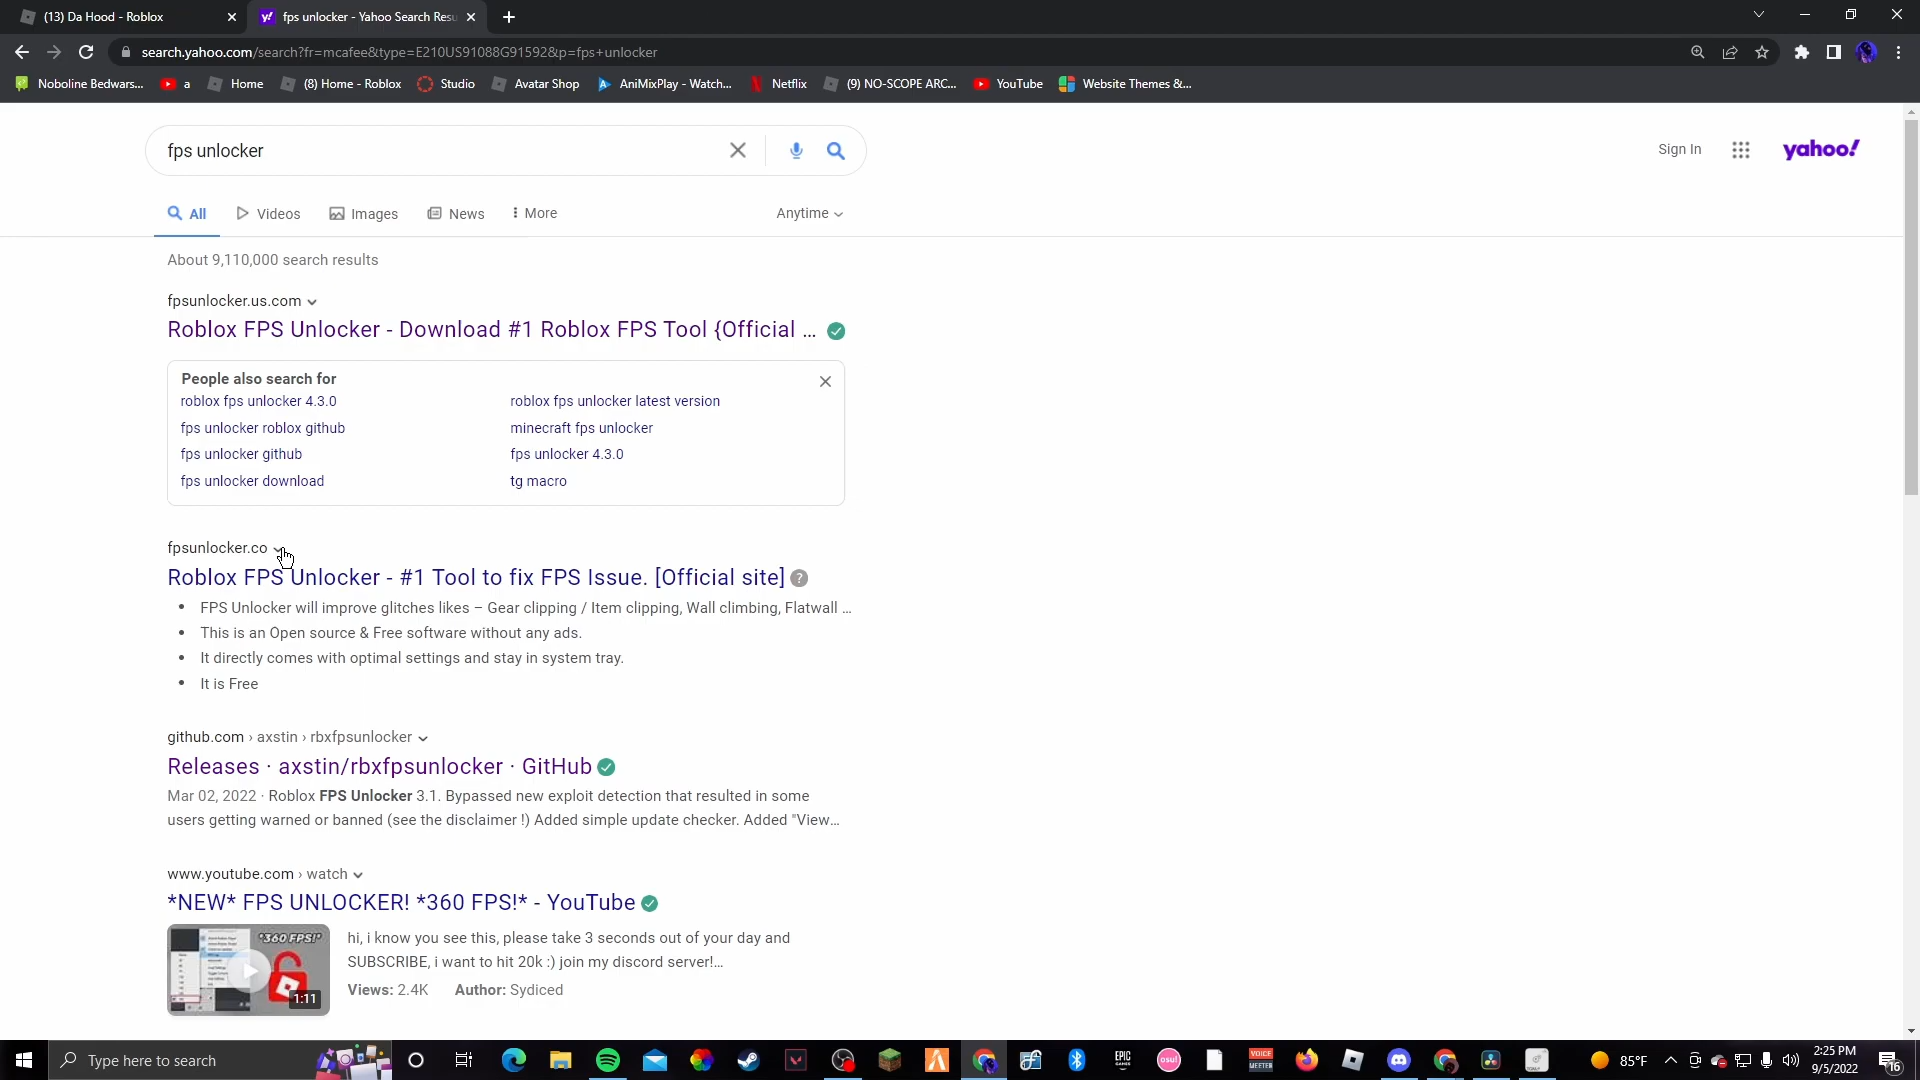 (13) Da Hood - Roblox
fps unlocker - Yahoo Search Resu
search.yahoo.com/search?fr=mcafee&type=E210US91088G91592&p=fps+unlocker
Noboline Bedwars...
a
Home
(8) Home - Roblox
Studio
Avatar Shop
AniMixPlay - Watch...
Netflix
(9) NO-SCOPE ARC...
YouTube
Website Themes &...
fps unlocker
Sign In
yahoo!
All
Videos
Images
News
More
Anytime
About 9,110,000 search results
fpsunlocker.us.com
Roblox FPS Unlocker - Download #1 Roblox FPS Tool {Official ...
People also search for
roblox fps unlocker 4.3.0
roblox fps unlocker latest version
fps unlocker roblox github
minecraft fps unlocker
fps unlocker github
fps unlocker 4.3.0
fps unlocker download
tg macro
fpsunlocker.co
Roblox FPS Unlocker - #1 Tool to fix FPS Issue. [Official site]
FPS Unlocker will improve glitches likes – Gear clipping / Item clipping, Wall climbing, Flatwall ...
This is an Open source & Free software without any ads.
It directly comes with optimal settings and stay in system tray.
It is Free
github.com › axstin › rbxfpsunlocker
Releases · axstin/rbxfpsunlocker · GitHub
Mar 02, 2022 · Roblox FPS Unlocker 3.1. Bypassed new exploit detection that resulted in some
users getting warned or banned (see the disclaimer !) Added simple update checker. Added "View...
www.youtube.com › watch
*NEW* FPS UNLOCKER! *360 FPS!* - YouTube
*360 FPS!*
1:11
hi, i know you see this, please take 3 seconds out of your day and
SUBSCRIBE, i want to hit 20k :) join my discord server!...
Views: 2.4K Author: Sydiced
Type here to search
EPIC
GAMES
osu!
VOICE
MEETER
85°F
2:25 PM
9/5/2022
16